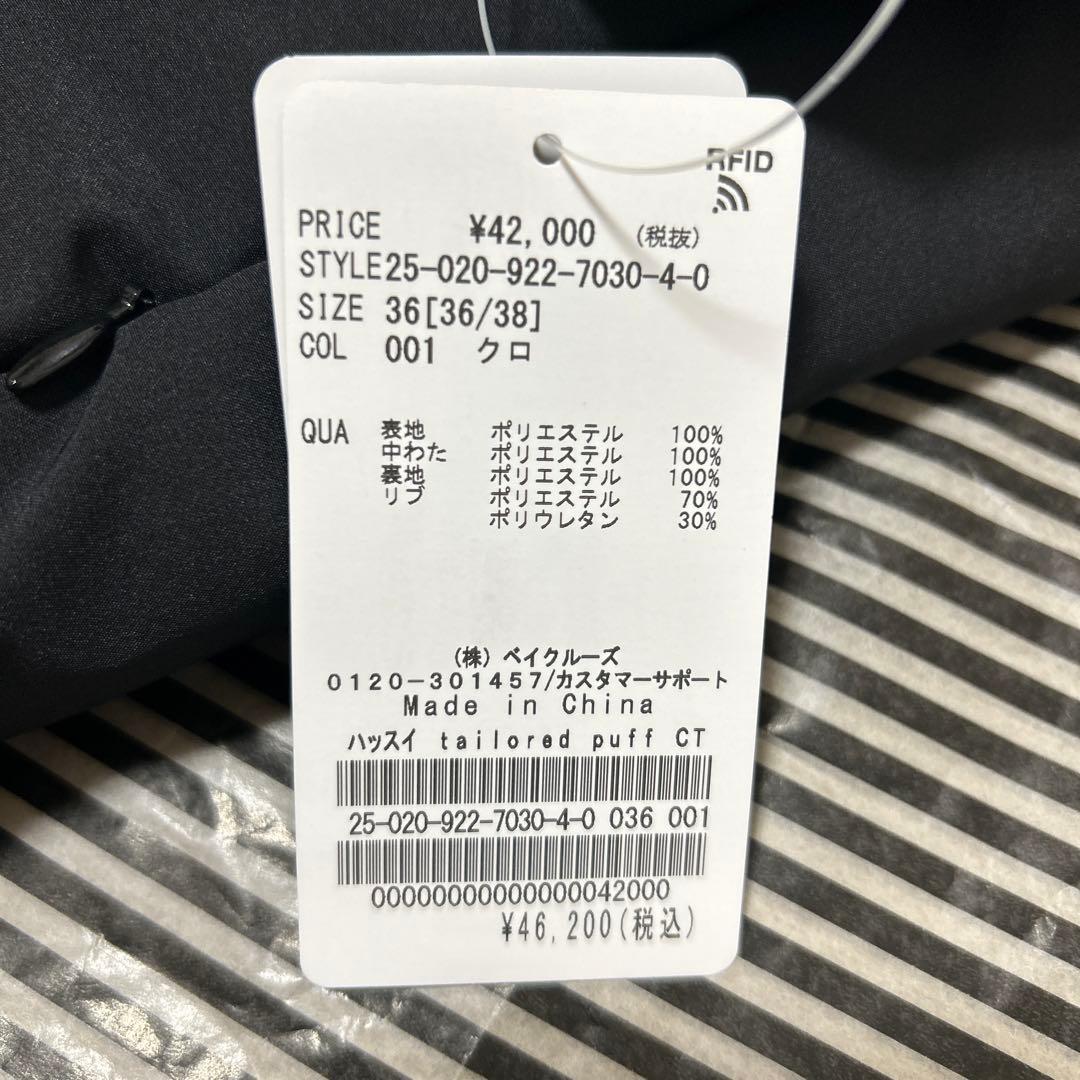 RFID
PRICE ¥42,000 (税抜)
STYLE25-020-922-7030-4-0
SIZE 36[36/38]
COL 001 クロ
QUA 表地 ポリエステル 100%
中わた ポリエステル 100%
裏地 ポリエステル 100%
リブ ポリエステル 70%
ポリウレタン 30%
(株) ベイクルーズ
0120-301457/カスタマーサポート
Made in China
ハッスイ tailored puff CT
25-020-922-7030-4-0 036 001
00000000000000042000
¥46,200(税込)